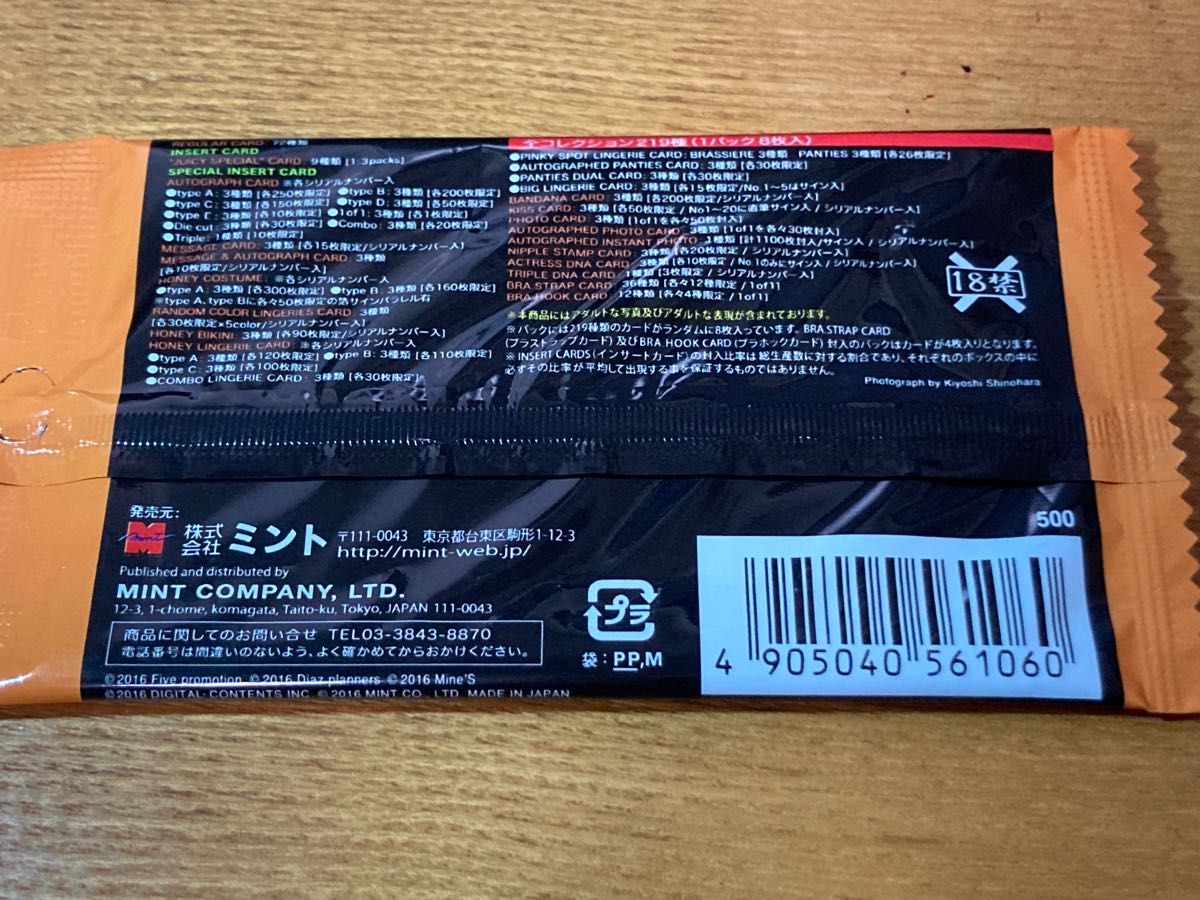 REGULAR CARD: 72種類
INSERT CARD
"JUICY SPECIAL" CARD: 9種類 [1:3packs]
SPECIAL INSERT CARD
AUTOGRAPH CARD ※各シリアルナンバー入
●type A: 3種類 [各250枚限定] ●type B: 3種類 [各200枚限定]
●type C: 3種類 [各150枚限定] ●type D: 3種類 [各50枚限定]
●type E: 3種類 [各10枚限定] ●1of1: 3種類 [各1枚限定]
●Die cut: 3種類 [各30枚限定] ●Combo: 3種類 [各20枚限定]
●Triple: 1種類 [10枚限定]
MESSAGE CARD: 3種類 [各15枚限定/シリアルナンバー入]
MESSAGE & AUTOGRAPH CARD: 3種類
[各10枚限定/シリアルナンバー入]
HONEY COSTUME: ※各シリアルナンバー入
●type A: 3種類 [各300枚限定] ●type B: 3種類 [各160枚限定]
※type A, type Bに各々50枚限定の箔サインパラレル有
RANDOM COLOR LINGERIES CARD: 3種類
[各30枚限定×5color/シリアルナンバー入]
HONEY BIKINI: 3種類 [各90枚限定/シリアルナンバー入]
HONEY LINGERIE CARD: ※各シリアルナンバー入
●type A: 3種類 [各120枚限定] ●type B: 3種類 [各110枚限定]
●type C: 3種類 [各100枚限定]
●COMBO LINGERIE CARD: 3種類 [各30枚限定]
全コレクション219種 (1パック8枚入)
●PINKY SPOT LINGERIE CARD: BRASSIERE 3種類 PANTIES 3種類 [各26枚限定]
●AUTOGRAPHED PANTIES CARD: 3種類 [各30枚限定]
●PANTIES DUAL CARD: 3種類 [各30枚限定]
●BIG LINGERIE CARD: 3種類 [各15枚限定/No.1〜5はサイン入]
BANDANA CARD: 3種類 [各200枚限定/シリアルナンバー入]
KISS CARD: 3種類 [各50枚限定 / No1〜20に直筆サイン入 / シリアルナンバー入]
PHOTO CARD: 3種類 [1of1を各々50枚封入]
AUTOGRAPHED PHOTO CARD: 3種類 [1of1を各々30枚封入]
AUTOGRAPHED INSTANT PHOTO: 1種類 [計1100枚封入/サイン入 / シリアルナンバー入]
NIPPLE STAMP CARD: 3種類 [各20枚限定 / シリアルナンバー入]
ACTRESS DNA CARD: 3種類 [各10枚限定 / No.1のみにサイン入 / シリアルナンバー入]
TRIPLE DNA CARD: 1種類 [3枚限定 / シリアルナンバー入]
BRA STRAP CARD: 36種類 [各々12種限定 / 1of1]
BRA HOOK CARD: 12種類 [各々4種限定 / 1of1]
※本商品にはアダルトな写真及びアダルトな表現が含まれております。
※パックには219種類のカードがランダムに8枚入っています。BRA STRAP CARD
(ブラストラップカード) 及びBRA HOOK CARD (ブラホックカード) 封入のパックはカードが4枚入りとなります。
※INSERT CARDS (インサートカード) の封入比率は総生産数に対する割合であり、それぞれのボックスの中に
必ずその比率が平均して出現する事を保証するものではありません。
Photograph by Kiyoshi Shinohara
18禁
発売元:
mint
株式会社 ミント 〒111-0043 東京都台東区駒形1-12-3
http://mint-web.jp/
Published and distributed by
MINT COMPANY, LTD.
12-3, 1-chome, komagata, Taito-ku, Tokyo, JAPAN 111-0043
商品に関してのお問い合せ TEL03-3843-8870
電話番号は間違いのないよう、よく確かめてからおかけください。
©2016 Five promotion ©2016 Diaz planners ©2016 Mine'S
©2016 DIGITAL CONTENTS INC. ©2016 MINT CO., LTD. MADE IN JAPAN
プラ
袋: PP,M
500
4 905040 561060